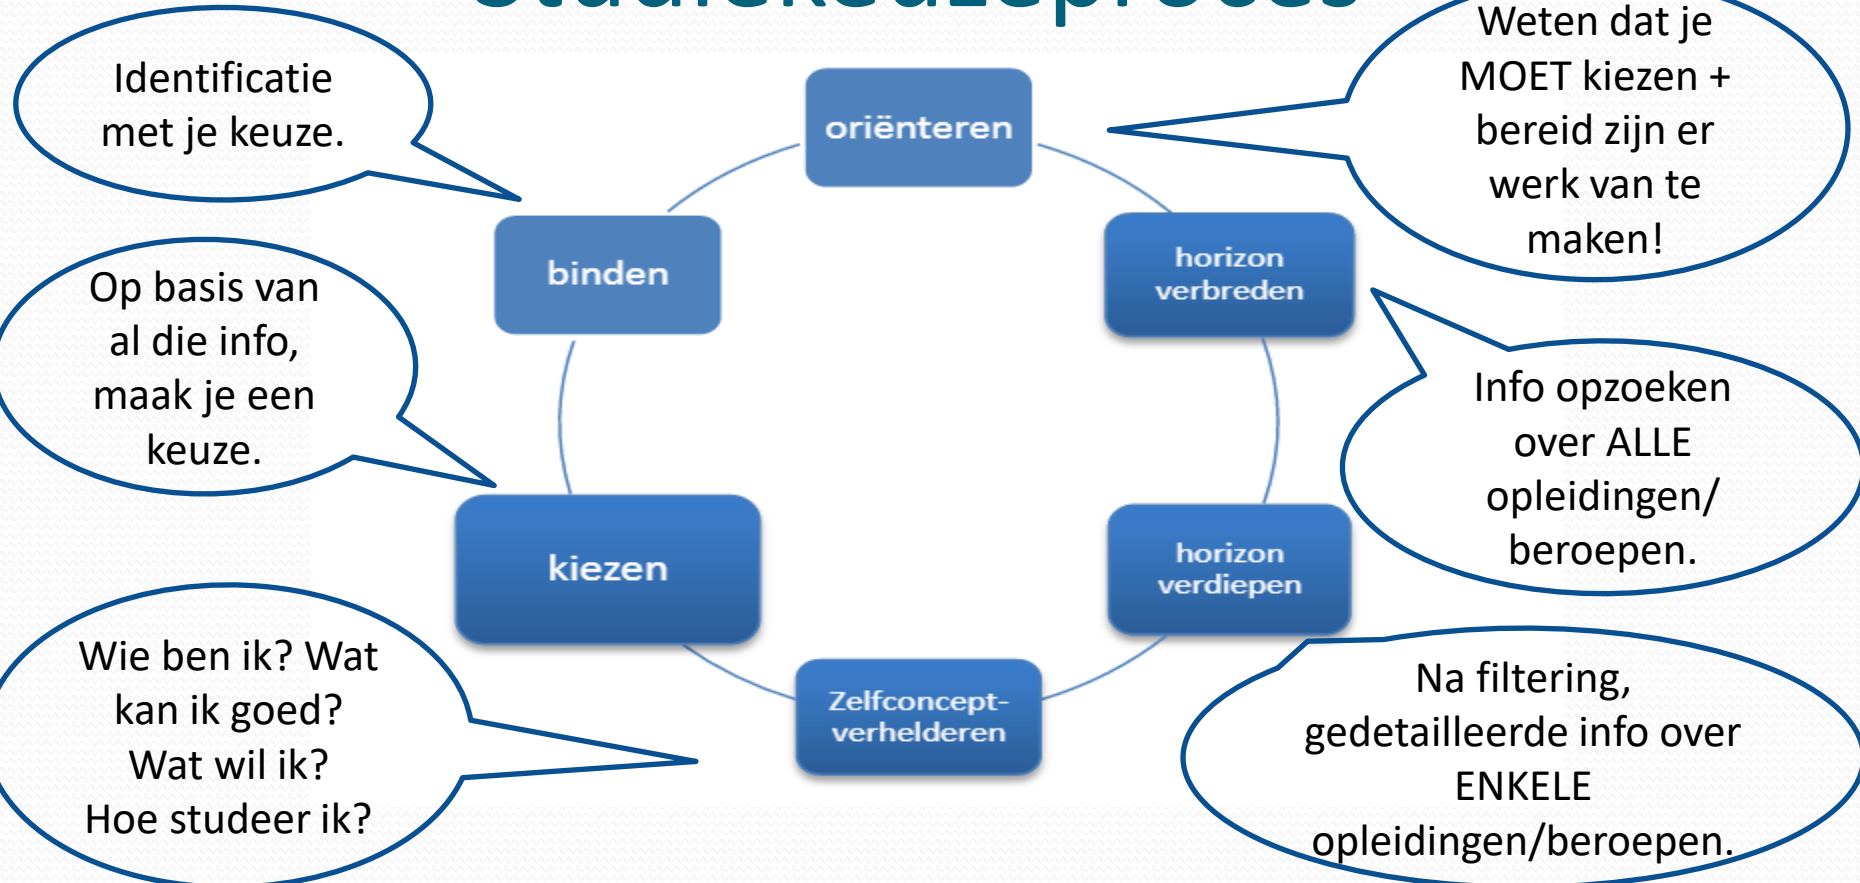 Studiekeuzeproces
Identificatie
met je keuze.
oriënteren
Weten dat je
MOET kiezen +
bereid zijn er
werk van te
maken!
binden
horizon
verbreden
Op basis van
al die info,
maak je een
keuze.
Info opzoeken
over ALLE
opleidingen/
beroepen.
kiezen
horizon
verdiepen
Wie ben ik? Wat
kan ik goed?
Wat wil ik?
Hoe studeer ik?
Zelfconcept-
verhelderen
Na filtering,
gedetailleerde info over
ENKELE
opleidingen/beroepen.